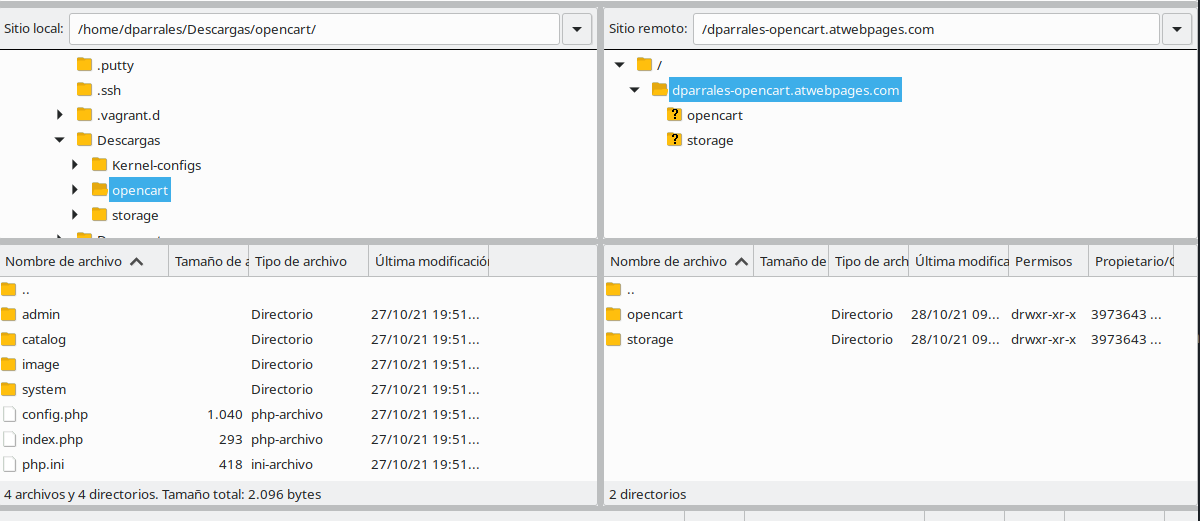 Sitio local: /home/dparrales/Descargas/opencart/
.putty
.ssh
.vagrant.d
Descargas
Kernel-configs
opencart
storage
Sitio remoto: /dparrales-opencart.atwebpages.com
/
dparrales-opencart.atwebpages.com
? opencart
? storage
Nombre de archivo Tamaño de Tipo de archivo Última modificació
..
admin Directorio 27/10/21 19:51...
catalog Directorio 27/10/21 19:51...
image Directorio 27/10/21 19:51...
system Directorio 27/10/21 19:51...
config.php 1.040 php-archivo 27/10/21 19:51...
index.php 293 php-archivo 27/10/21 19:51...
php.ini 418 ini-archivo 27/10/21 19:51...
4 archivos y 4 directorios. Tamaño total: 2.096 bytes
Nombre de archivo Tamaño de Tipo de arch Última modifica Permisos Propietario/
..
opencart Directorio 28/10/21 09... drwxr-xr-x 3973643 ...
storage Directorio 28/10/21 09... drwxr-xr-x 3973643 ...
2 directorios